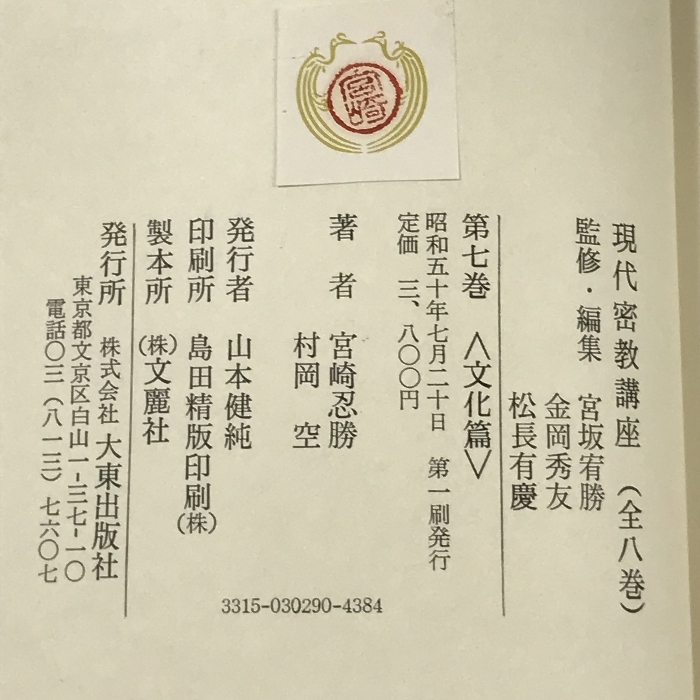 宮崎
現代密教講座 (全八巻)
監修・編集 宮坂宥勝
金岡秀友
松長有慶
第七巻 〈文化篇〉
昭和五十年七月二十日 第一刷発行
定価 三、八〇〇円
著者 宮崎忍勝
村岡空
発行者 山本健純
印刷所 島田精版印刷(株)
製本所 (株)文麗社
発行所 株式会社 大東出版社
東京都文京区白山一-三七-一〇
電話〇三(八一三)七六〇七
3315-030290-4384